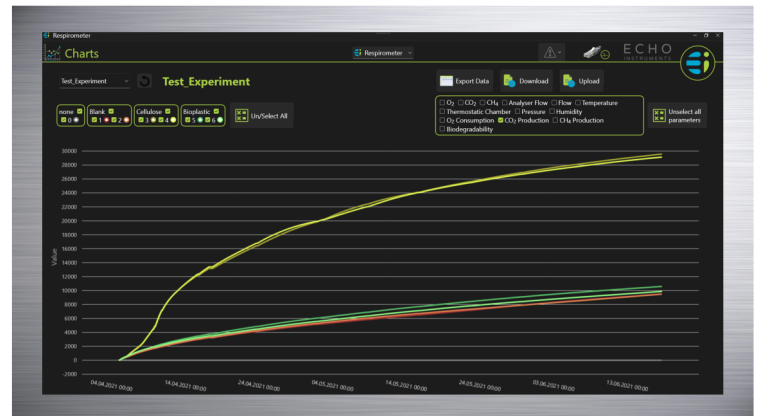 Respirometer
Charts
Respirometer
ECHO
INSTRUMENTS
Test_Experiment
Test_Experiment
Export Data
Download
Upload
none
0
Blank
1 2
Cellulose
3 4
Bioplastic
5 6
Un/Select All
O₂ CO₂ CH₄ Analyser Flow Flow Temperature
Thermostatic Chamber Pressure Humidity
O₂ Consumption CO₂ Production CH₄ Production
Biodegradability
Unselect all
parameters
Value
30000
28000
26000
24000
22000
20000
18000
16000
14000
12000
10000
8000
6000
4000
2000
0
-2000
04.04.2021 00:00
14.04.2021 00:00
24.04.2021 00:00
04.05.2021 00:00
14.05.2021 00:00
24.05.2021 00:00
03.06.2021 00:00
13.06.2021 00:00